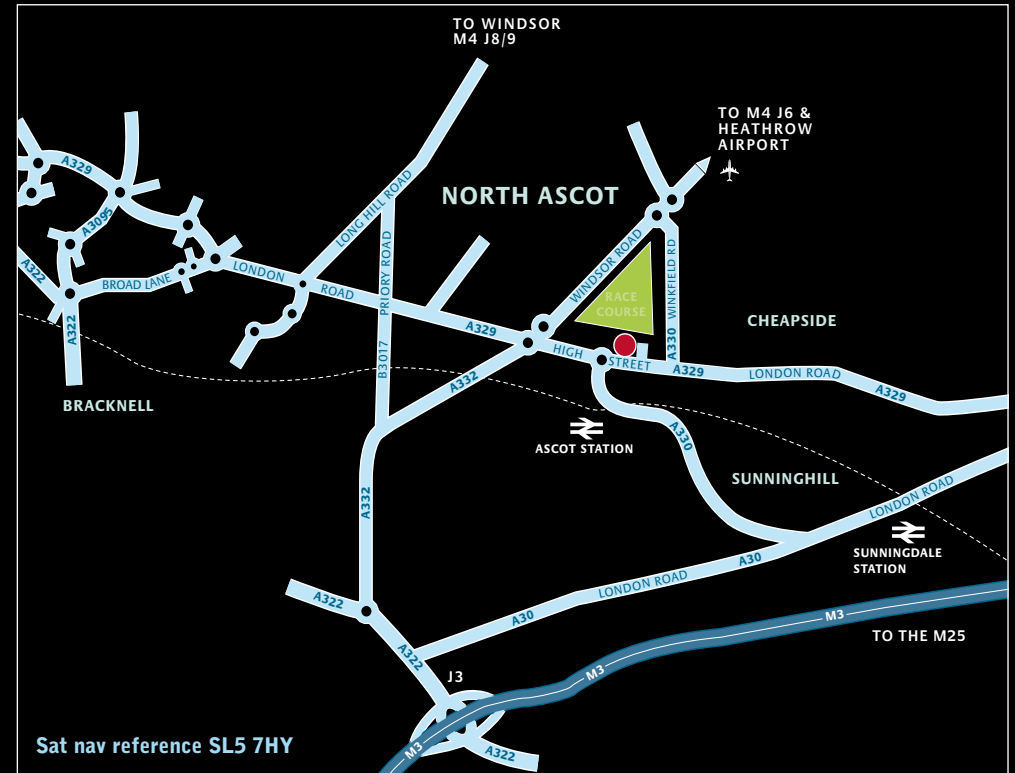 TO WINDSOR
M4 J8/9
TO M4 J6 &
HEATHROW
AIRPORT
A329
LONG HILL ROAD
NORTH ASCOT
A3095
PRIORY ROAD
WINDSOR ROAD
A330 WINKFIELD RD
A322
BROAD LANE
LONDON ROAD
RACE
COURSE
A322
A329
CHEAPSIDE
B3017
HIGH STREET
A329
LONDON ROAD
A329
A332
BRACKNELL
ASCOT STATION
A330
SUNNINGHILL
A332
LONDON ROAD
SUNNINGDALE
STATION
A30
LONDON ROAD
A322
A30
M3
TO THE M25
A322
M3
J3
Sat nav reference SL5 7HY
M3
A322